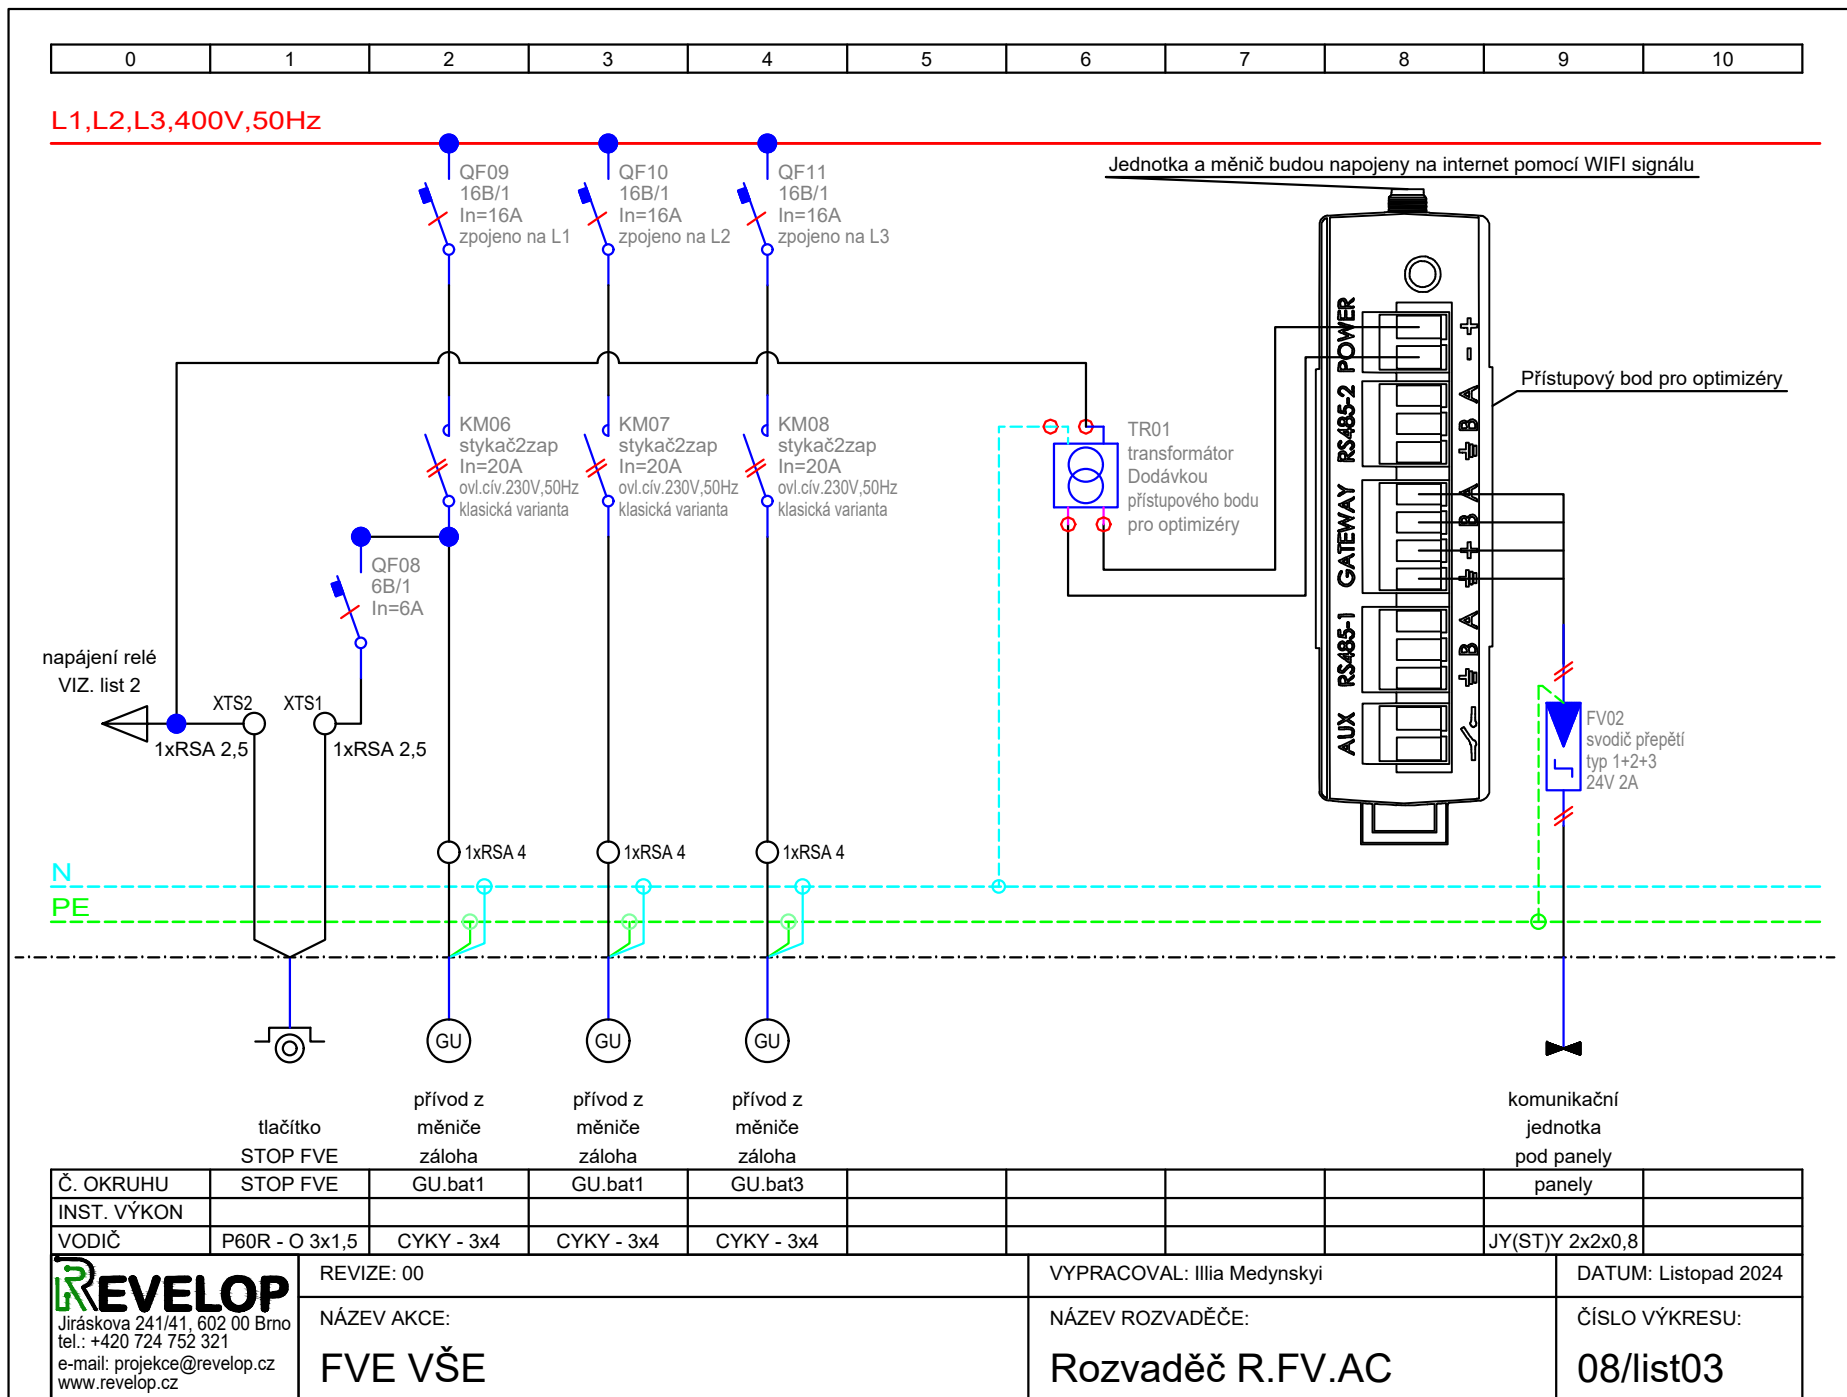 0 1 2 3 4 5 6 7 8 9 10
L1,L2,L3,400V,50Hz
Jednotka a měnič budou napojeny na internet pomocí WIFI signálu
QF09
16B/1
In=16A
zpojeno na L1
QF10
16B/1
In=16A
zpojeno na L2
QF11
16B/1
In=16A
zpojeno na L3
POWER + -
RS485-2 A B
GATEWAY A B +
RS485-1 A B
AUX
Přístupový bod pro optimizéry
KM06
stykač2zap
In=20A
ovl.cív.230V,50Hz
klasická varianta
KM07
stykač2zap
In=20A
ovl.cív.230V,50Hz
klasická varianta
KM08
stykač2zap
In=20A
ovl.cív.230V,50Hz
klasická varianta
TR01
transformátor
Dodávkou
přístupového bodu
pro optimizéry
QF08
6B/1
In=6A
napájení relé
VIZ. list 2
XTS2 XTS1
1xRSA 2,5 1xRSA 2,5
FV02
svodič přepětí
typ 1+2+3
24V 2A
1xRSA 4 1xRSA 4 1xRSA 4
N
PE
GU GU GU
tlačítko
STOP FVE
přívod z
měniče
záloha
přívod z
měniče
záloha
přívod z
měniče
záloha
komunikační
jednotka
pod panely
Č. OKRUHU STOP FVE GU.bat1 GU.bat1 GU.bat3 panely
INST. VÝKON
VODIČ P60R - O 3x1,5 CYKY - 3x4 CYKY - 3x4 CYKY - 3x4 JY(ST)Y 2x2x0,8
REVELOP
Jiráskova 241/41, 602 00 Brno
tel.: +420 724 752 321
e-mail: projekce@revelop.cz
www.revelop.cz
REVIZE: 00
NÁZEV AKCE:
FVE VŠE
VYPRACOVAL: Illia Medynskyi
NÁZEV ROZVADĚČE:
Rozvaděč R.FV.AC
DATUM: Listopad 2024
ČÍSLO VÝKRESU:
08/list03